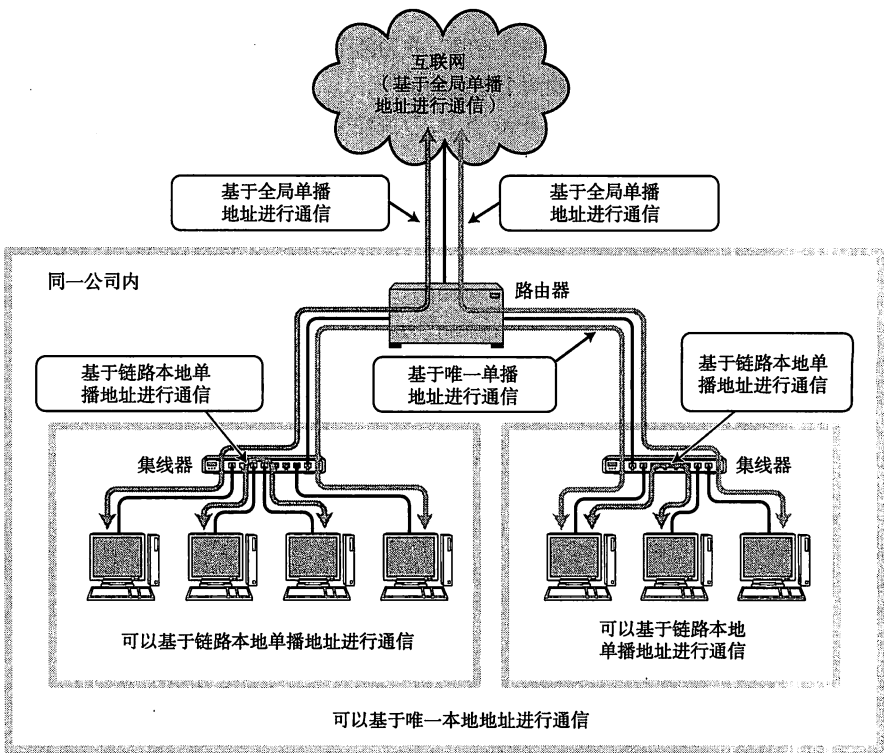 互联网
（基于全局单播
地址进行通信）
基于全局单播
地址进行通信
基于全局单播
地址进行通信
同一公司内
路由器
基于链路本地单
播地址进行通信
基于唯一单播
地址进行通信
基于链路本地单
播地址进行通信
集线器
集线器
可以基于链路本地单播地址进行通信
可以基于链路本地
单播地址进行通信
可以基于唯一本地地址进行通信